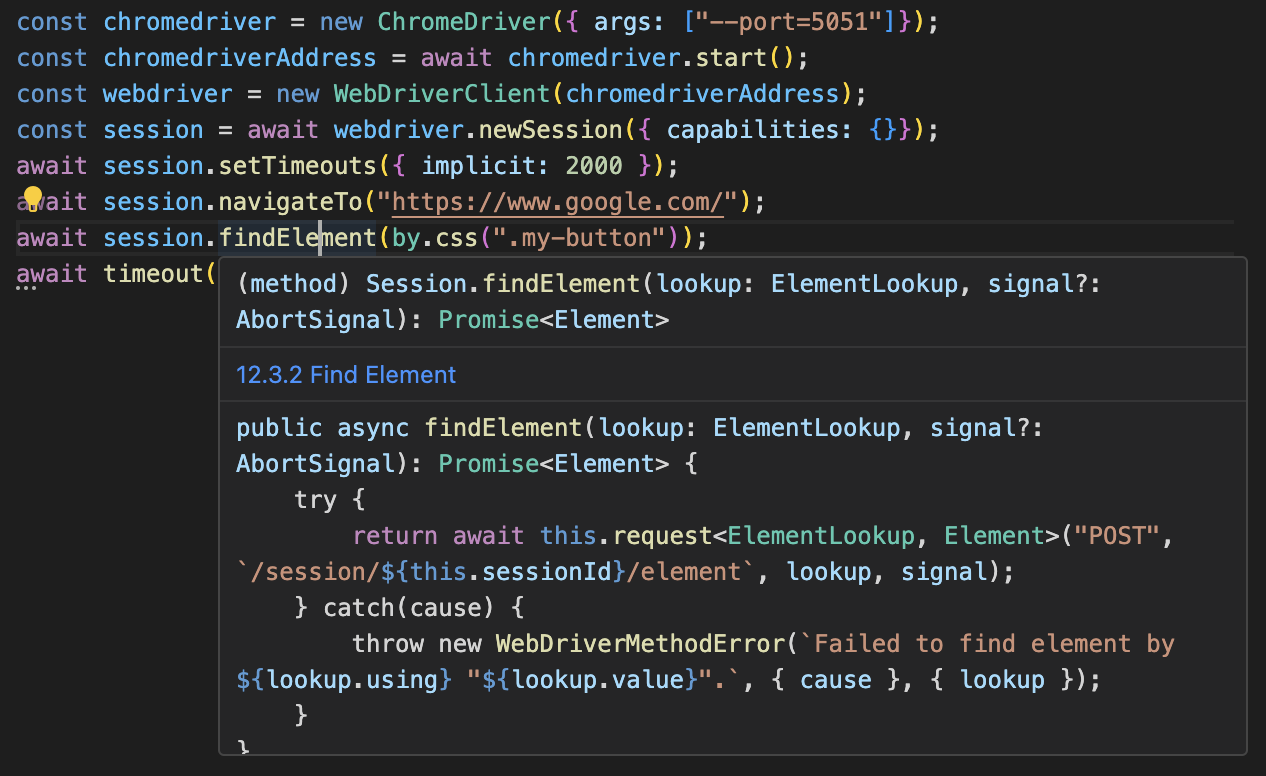 const chromedriver = new ChromeDriver({ args: ["--port=5051"]});
const chromedriverAddress = await chromedriver.start();
const webdriver = new WebDriverClient(chromedriverAddress);
const session = await webdriver.newSession({ capabilities: {}});
await session.setTimeouts({ implicit: 2000 });
await session.navigateTo("https://www.google.com/");
await session.findElement(by.css(".my-button"));
await timeout(
(method) Session.findElement(lookup: ElementLookup, signal?:
AbortSignal): Promise<Element>
12.3.2 Find Element
public async findElement(lookup: ElementLookup, signal?:
AbortSignal): Promise<Element> {
    try {
        return await this.request<ElementLookup, Element>("POST",
`/session/${this.sessionId}/element`, lookup, signal);
    } catch(cause) {
        throw new WebDriverMethodError(`Failed to find element by
${lookup.using} "${lookup.value}".`, { cause }, { lookup });
    }
}